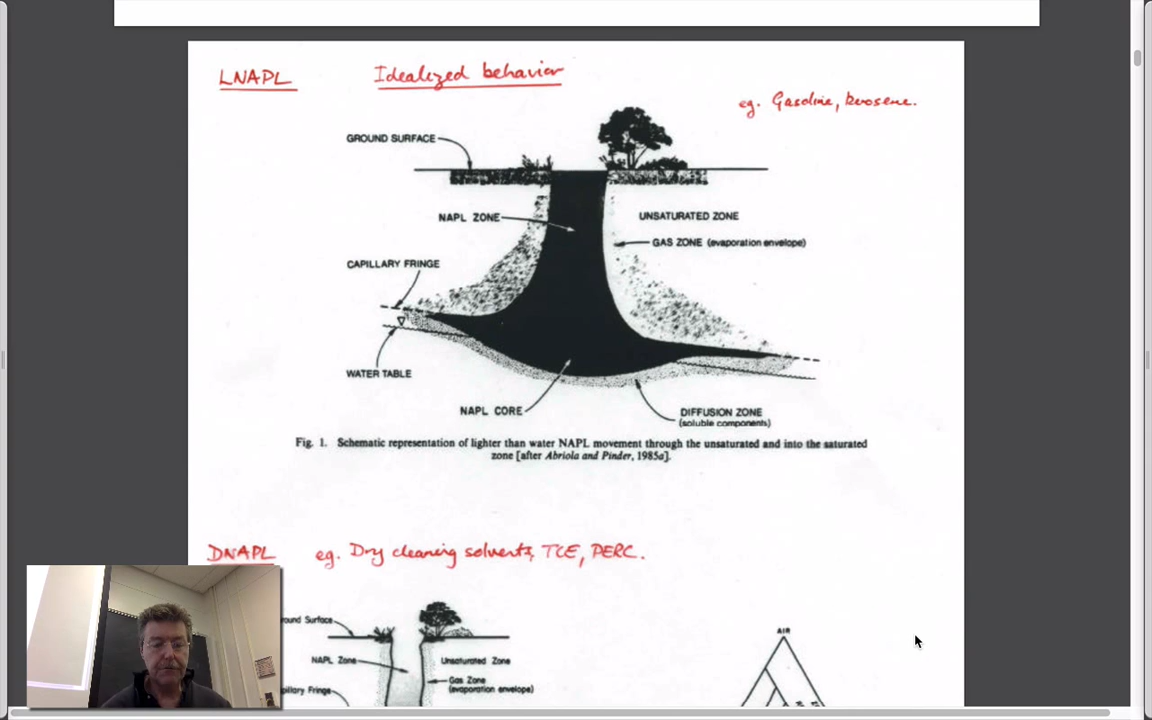 LNAPL Idealized behavior
eg. Gasoline, kerosene.
GROUND SURFACE
NAPL ZONE
UNSATURATED ZONE
GAS ZONE (evaporation envelope)
CAPILLARY FRINGE
WATER TABLE
NAPL CORE
DIFFUSION ZONE
(soluble components)
Fig. 1. Schematic representation of lighter than water NAPL movement through the unsaturated and into the saturated
zone [after Abriola and Pinder, 1985a].
DNAPL eg. Dry cleaning solvents, TCE, PERC.
round Surface
AIR
NAPL Zone
Unsaturated Zone
Gas Zone
(evaporation envelope)
pillary Fringe